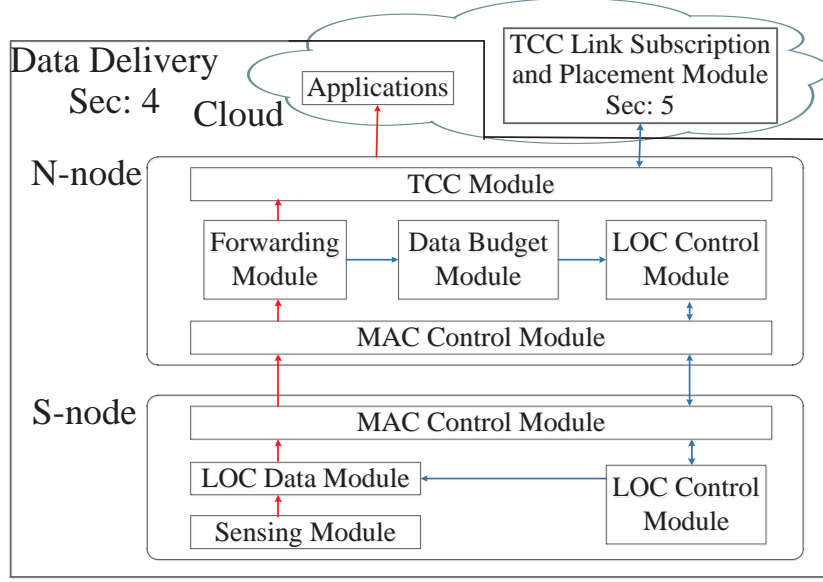 Data Delivery
Sec: 4
Cloud
Applications
TCC Link Subscription
and Placement Module
Sec: 5
N-node
TCC Module
Forwarding
Module
Data Budget
Module
LOC Control
Module
MAC Control Module
S-node
MAC Control Module
LOC Data Module
LOC Control
Module
Sensing Module